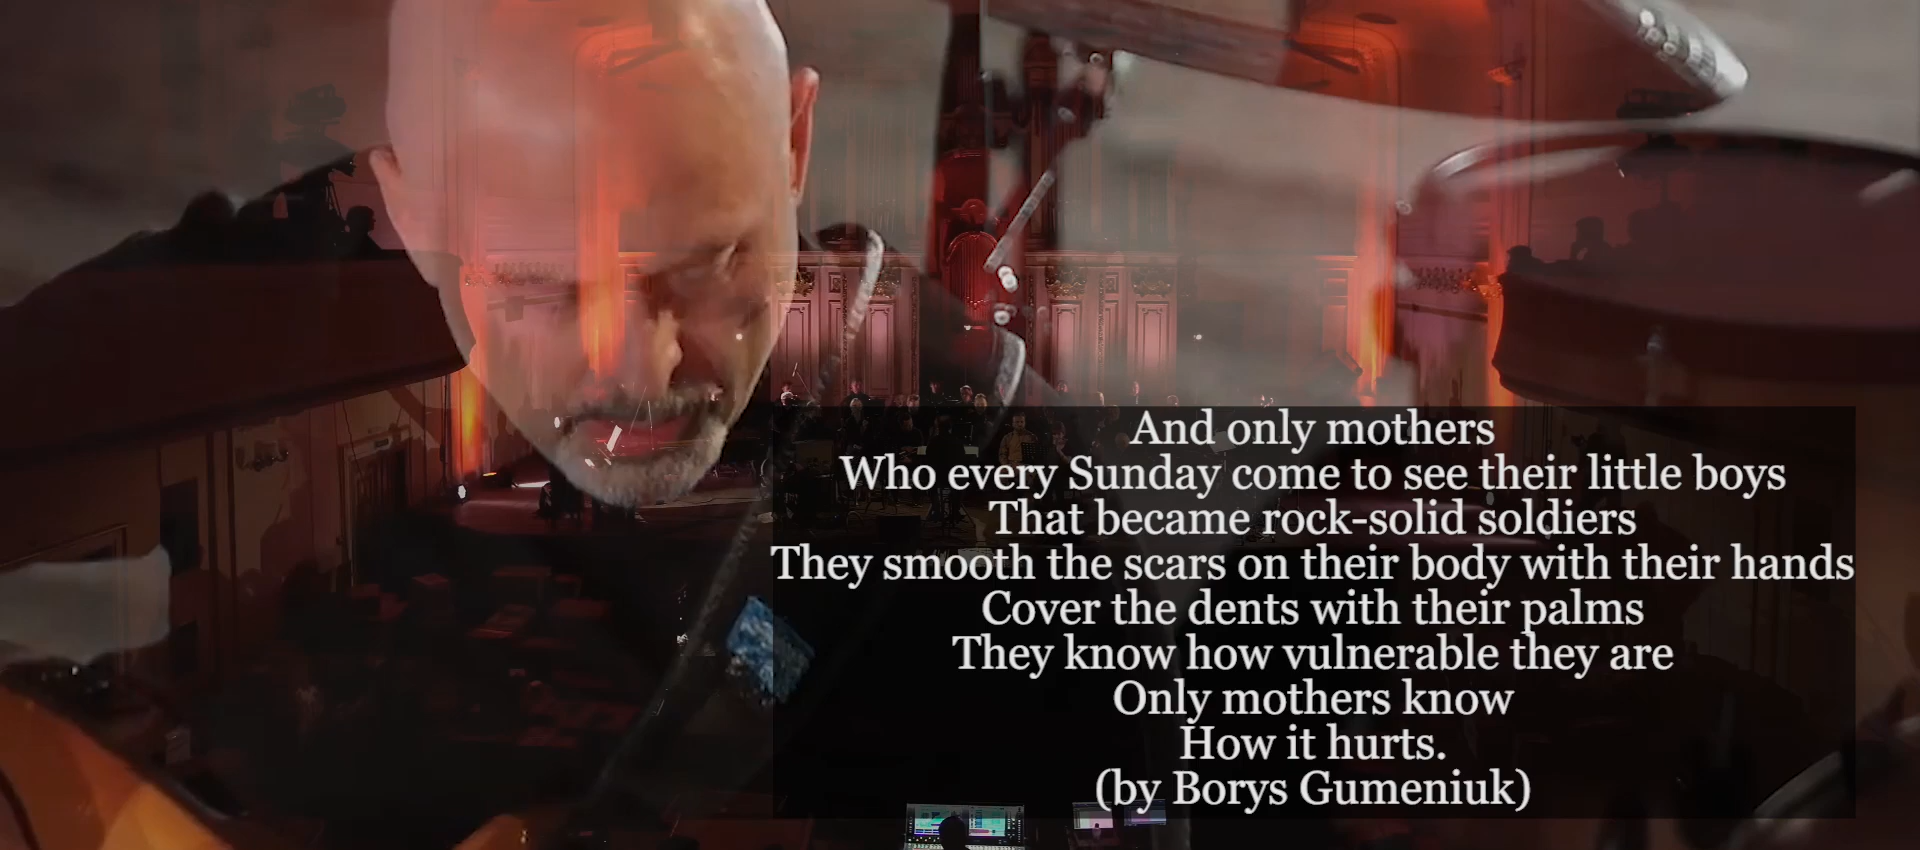 And only mothers
Who every Sunday come to see their little boys
That became rock-solid soldiers
They smooth the scars on their body with their hands
Cover the dents with their palms
They know how vulnerable they are
Only mothers know
How it hurts.
(by Borys Gumeniuk)